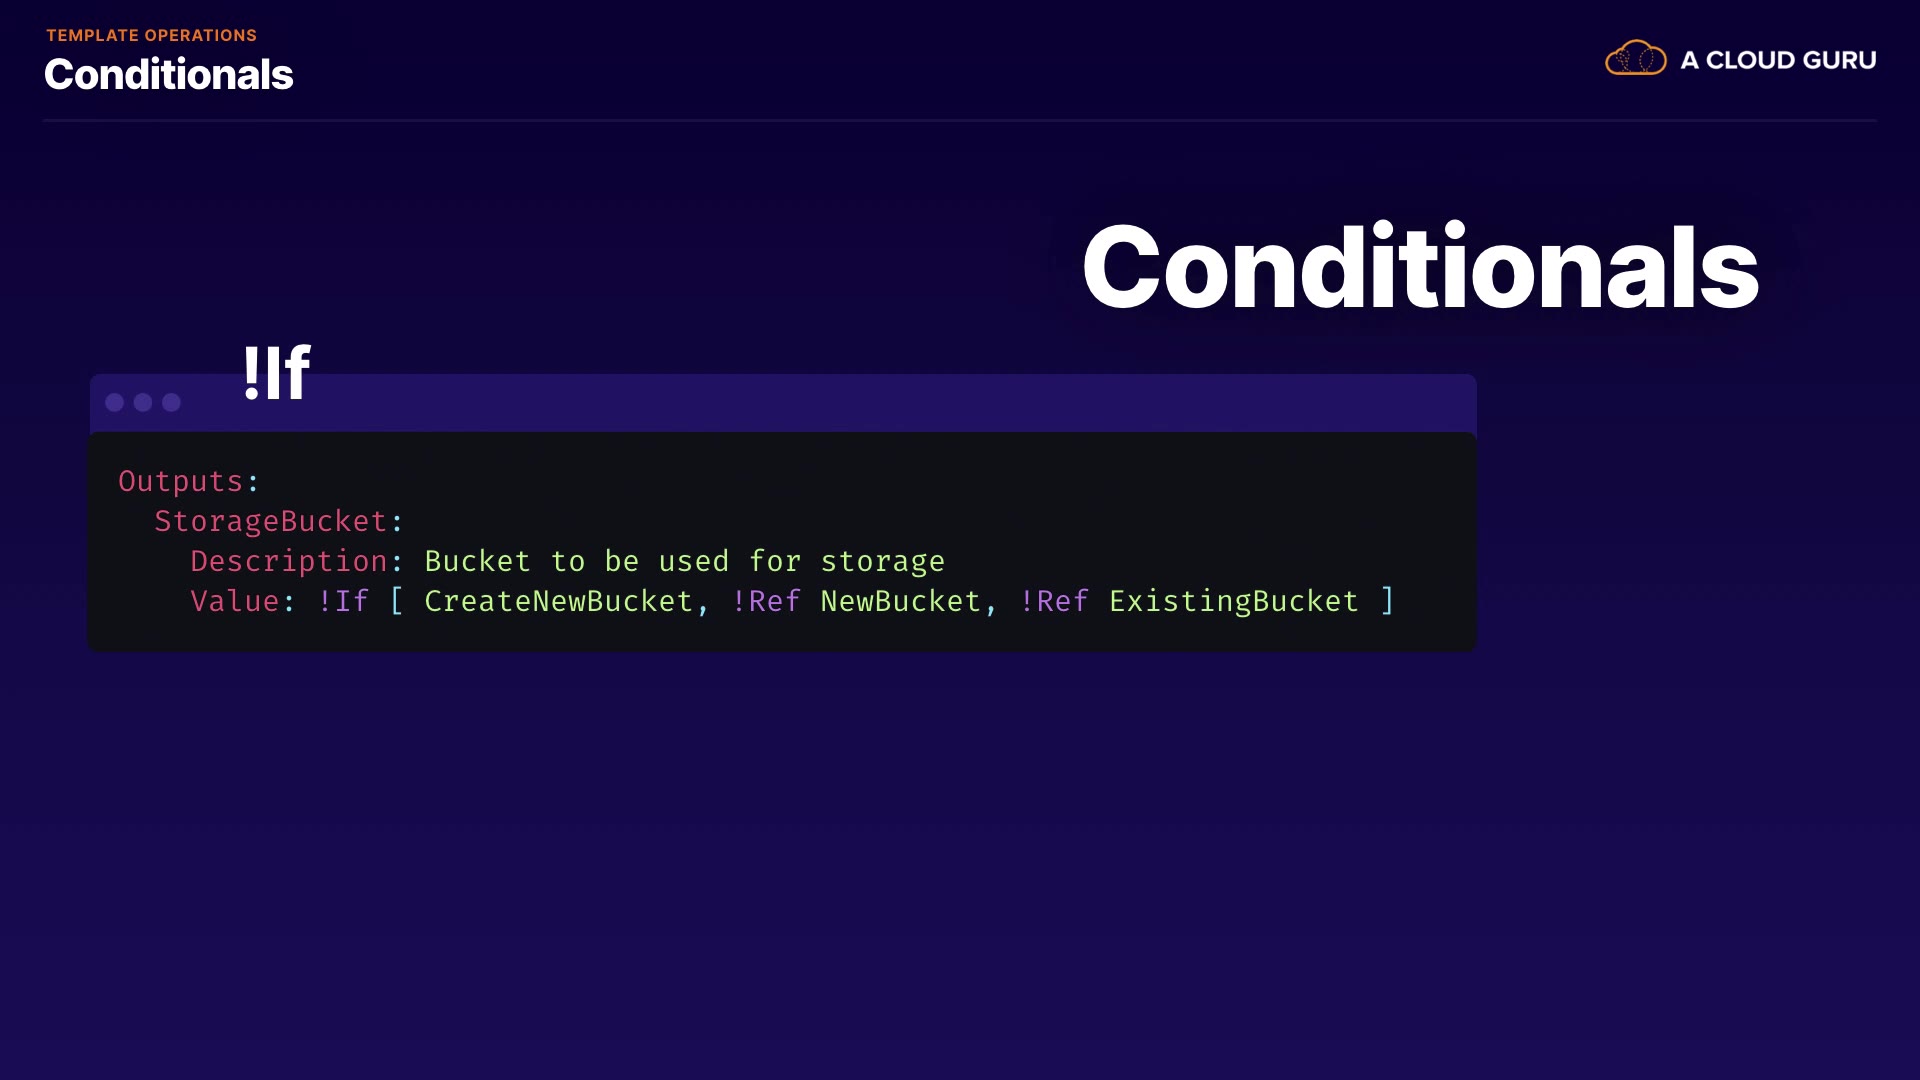 TEMPLATE OPERATIONS
Conditionals
A CLOUD GURU
Conditionals
!If
Outputs:
  StorageBucket:
    Description: Bucket to be used for storage
    Value: !If [ CreateNewBucket, !Ref NewBucket, !Ref ExistingBucket ]